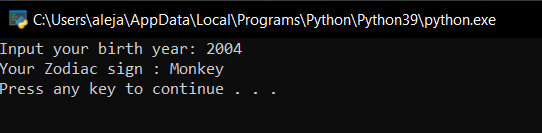 C:\Users\aleja\AppData\Local\Programs\Python\Python39\python.exe
Input your birth year: 2004
Your Zodiac sign : Monkey
Press any key to continue . . .